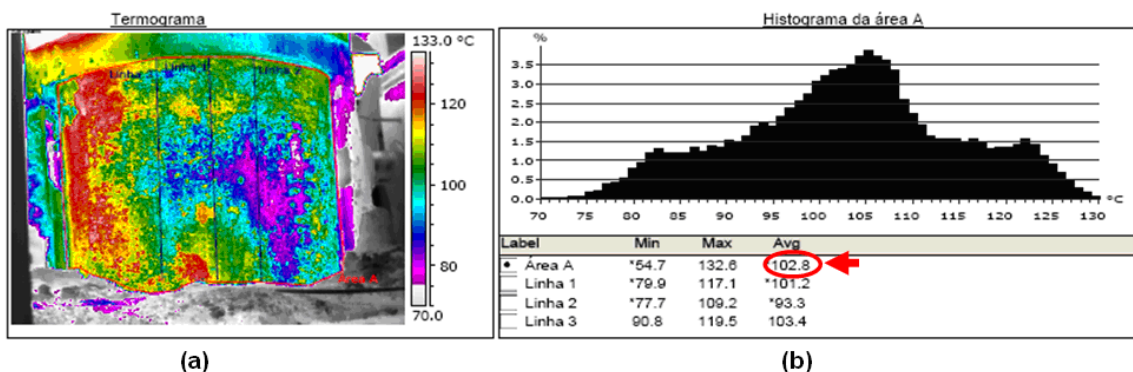 Termograma
133.0 °C
120
100
80
70.0
Linha 3
Linha 1
Linha 2
Área A
(a)
Histograma da área A
%
3.5
3.0
2.5
2.0
1.5
1.0
0.5
0.0
70 75 80 85 90 95 100 105 110 115 120 125 130 °C
Label Min Max Avg
Área A *54.7 132.6 102.8
Linha 1 *79.9 117.1 *101.2
Linha 2 *77.7 109.2 *93.3
Linha 3 90.8 119.5 103.4
(b)